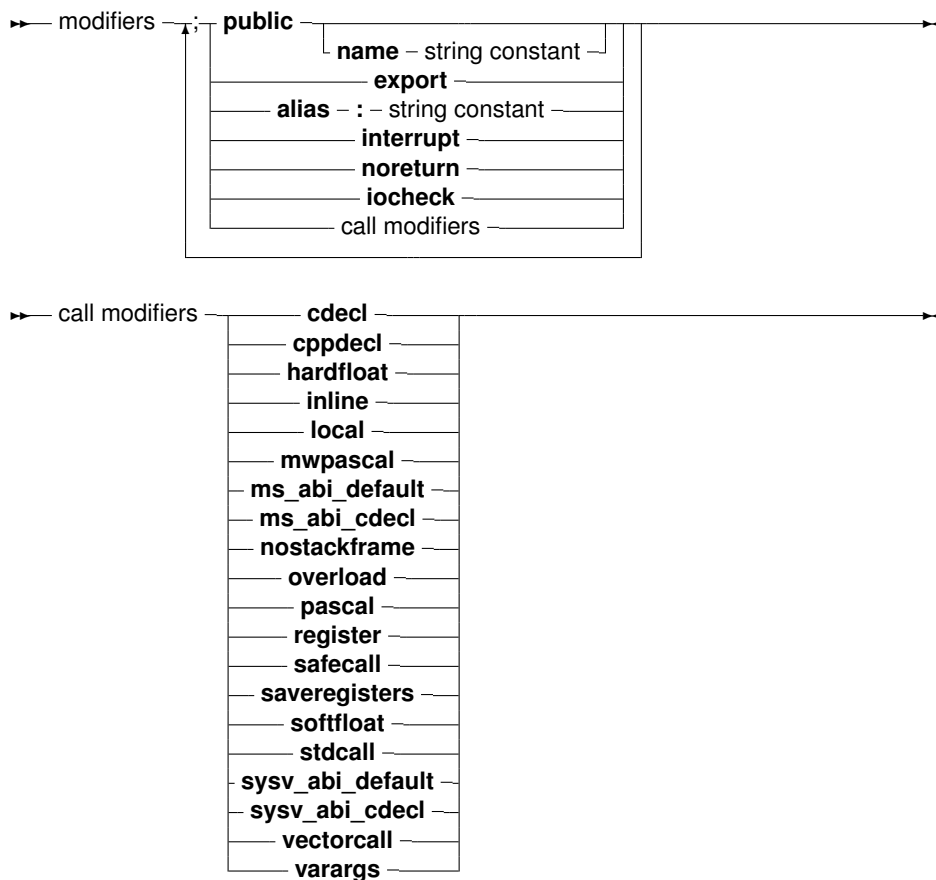 modifiers ; public
name string constant
export
alias : string constant
interrupt
noreturn
iocheck
call modifiers
call modifiers cdecl
cppdecl
hardfloat
inline
local
mwpascal
ms_abi_default
ms_abi_cdecl
nostackframe
overload
pascal
register
safecall
saveregisters
softfloat
stdcall
sysv_abi_default
sysv_abi_cdecl
vectorcall
varargs